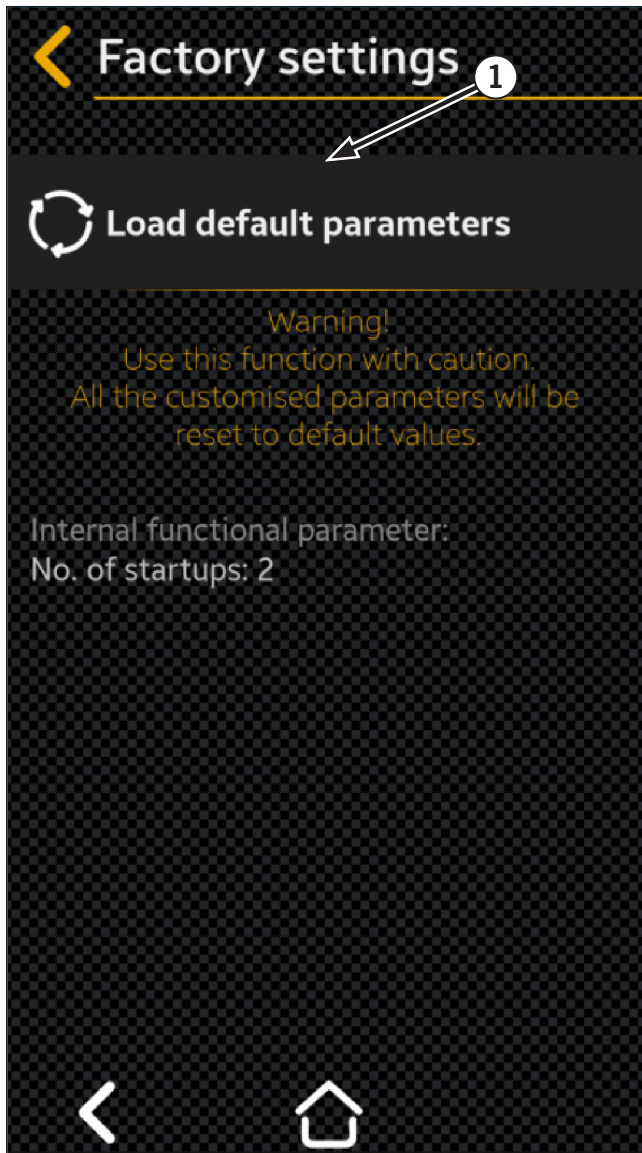 Factory settings
1
Load default parameters
Warning!
Use this function with caution.
All the customised parameters will be
reset to default values.
Internal functional parameter:
No. of startups: 2